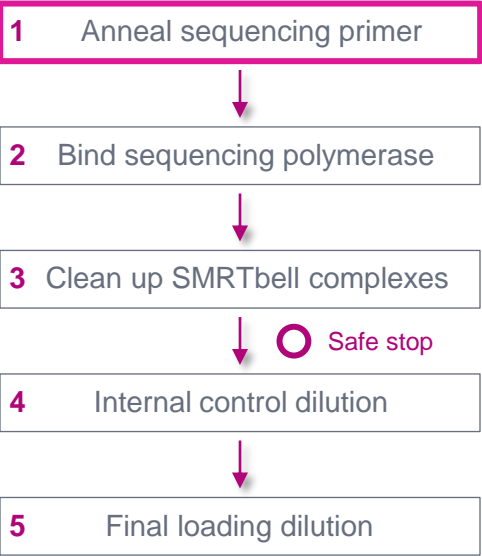 1 Anneal sequencing primer
2 Bind sequencing polymerase
3 Clean up SMRTbell complexes
Safe stop
4 Internal control dilution
5 Final loading dilution